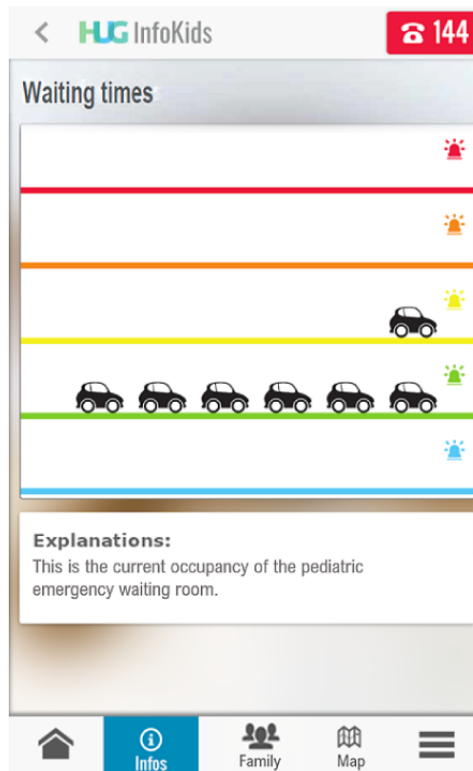 HUG InfoKids
144
Waiting times
Explanations:
This is the current occupancy of the pediatric
emergency waiting room.
Infos
Family
Map